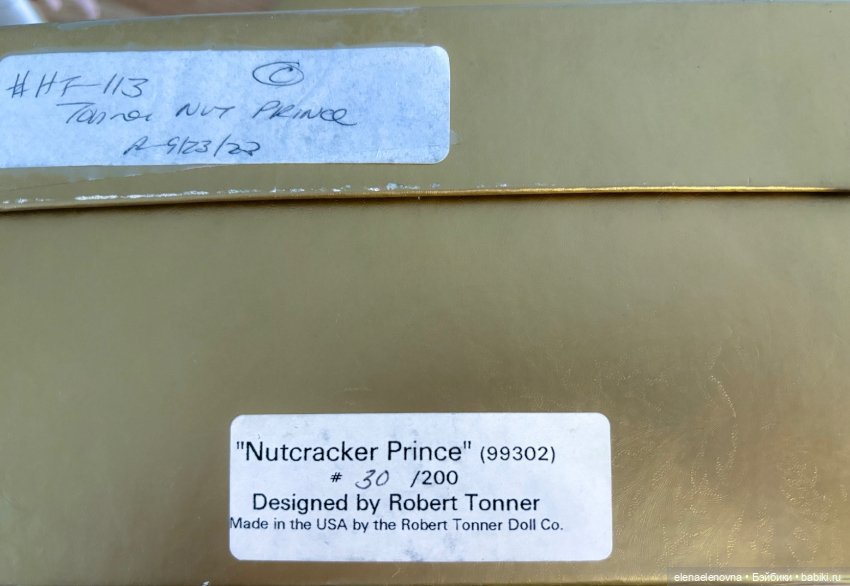 #HT-113 ©
Tonner NUT PRINCE
R-9/23/22
"Nutcracker Prince" (99302)
# 30 /200
Designed by Robert Tonner
Made in the USA by the Robert Tonner Doll Co.
elenaelenovna • Бэйбики • babiki.ru